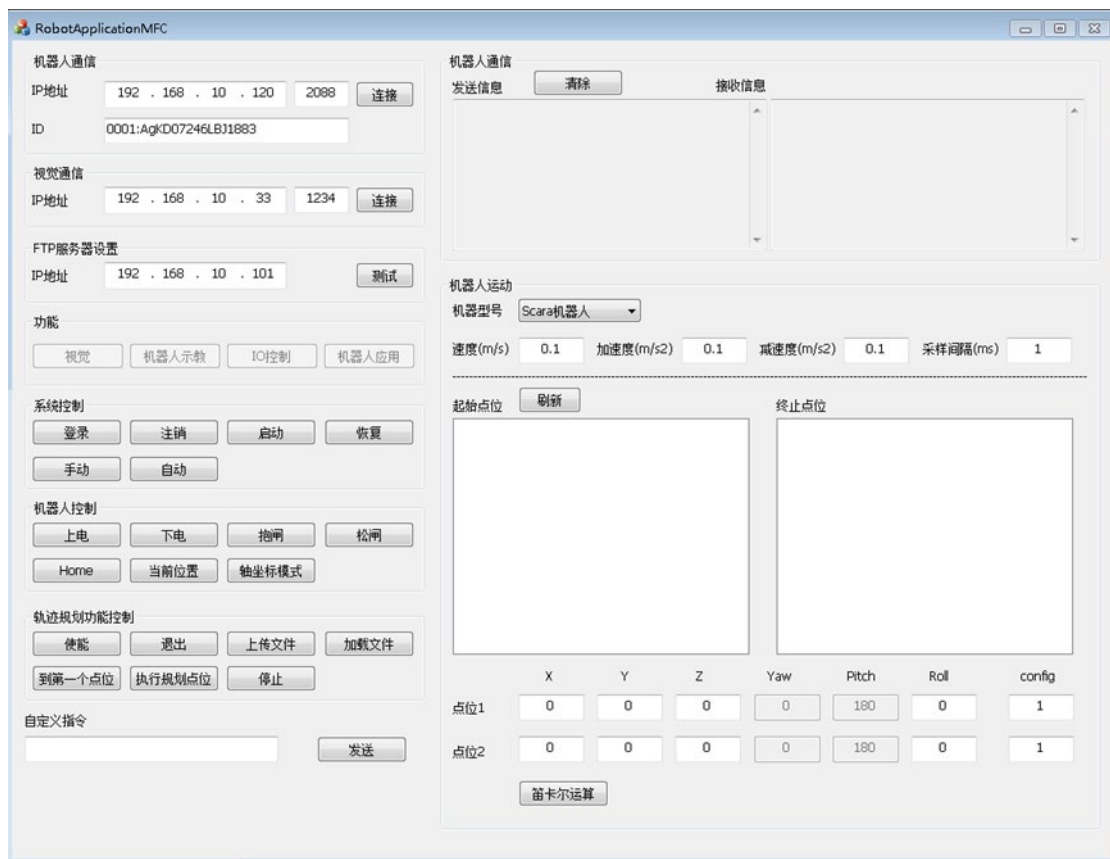 RobotApplicationMFC
机器人通信
IP地址 192 . 168 . 10 . 120 2088 连接
ID 0001:AgKD07246LBJ1883
视觉通信
IP地址 192 . 168 . 10 . 33 1234 连接
FTP服务器设置
IP地址 192 . 168 . 10 . 101 测试
功能
视觉 机器人示教 IO控制 机器人应用
系统控制
登录 注销 启动 恢复
手动 自动
机器人控制
上电 下电 抱闸 松闸
Home 当前位置 轴坐标模式
轨迹规划功能控制
使能 退出 上传文件 加载文件
到第一个点位 执行规划点位 停止
自定义指令
发送
机器人通信
发送信息 清除 接收信息
机器人运动
机器型号 Scara机器人
速度(m/s) 0.1 加速度(m/s2) 0.1 减速度(m/s2) 0.1 采样间隔(ms) 1
起始点位 刷新 终止点位
X Y Z Yaw Pitch Roll config
点位1 0 0 0 0 180 0 1
点位2 0 0 0 0 180 0 1
笛卡尔运算